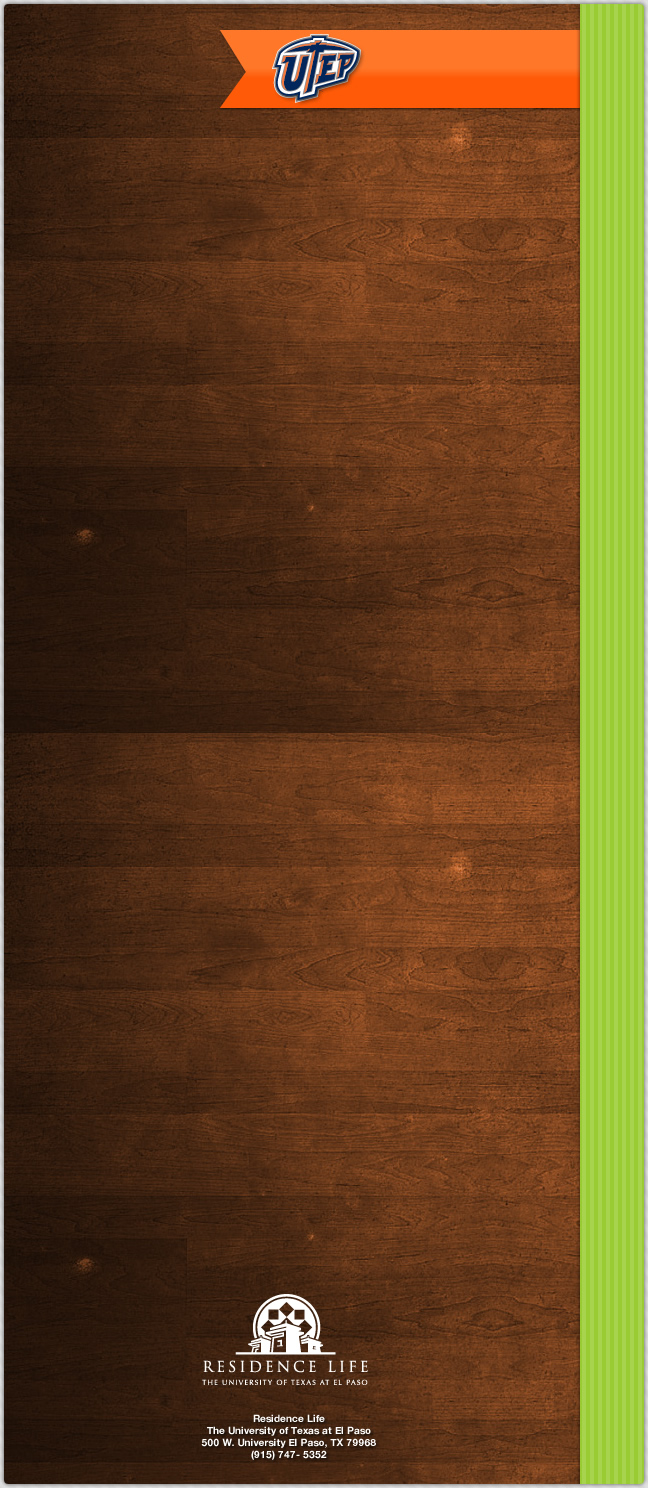 UTEP
RESIDENCE LIFE
THE UNIVERSITY OF TEXAS AT EL PASO
Residence Life
The University of Texas at El Paso
500 W. University El Paso, TX 79968
(915) 747- 5352